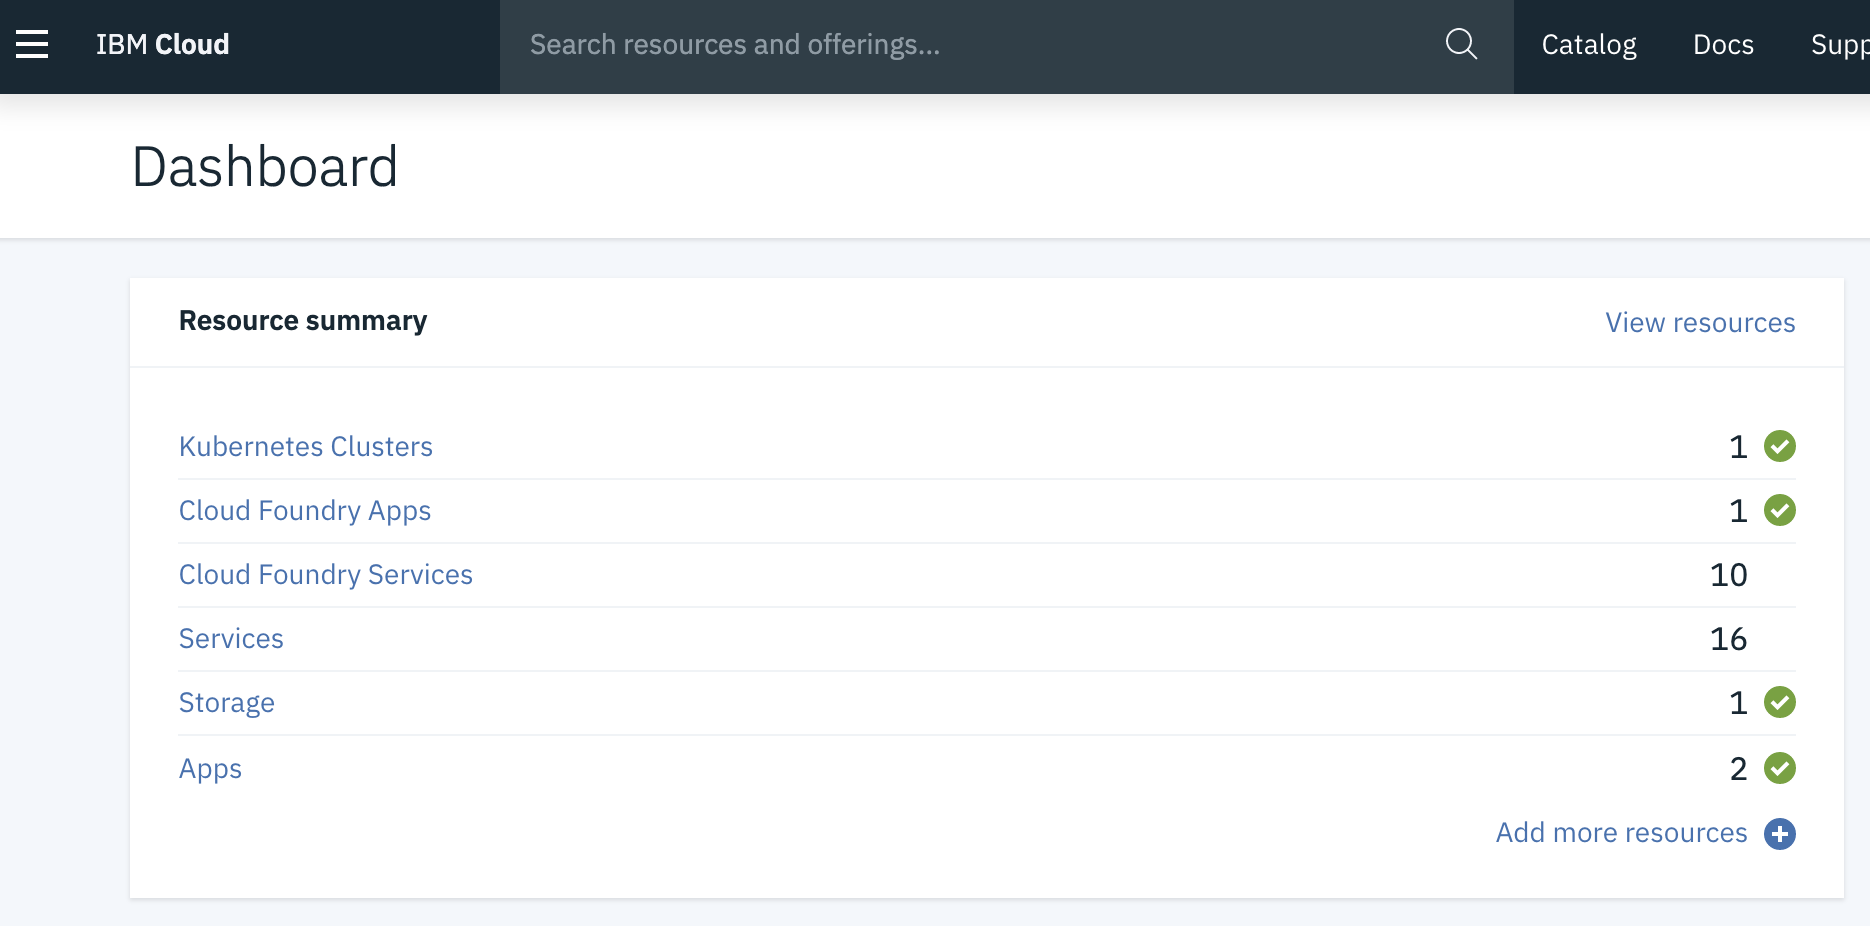 IBM Cloud
Search resources and offerings...
Catalog
Docs
Supp
Dashboard
Resource summary
View resources
Kubernetes Clusters 1
Cloud Foundry Apps 1
Cloud Foundry Services 10
Services 16
Storage 1
Apps 2
Add more resources